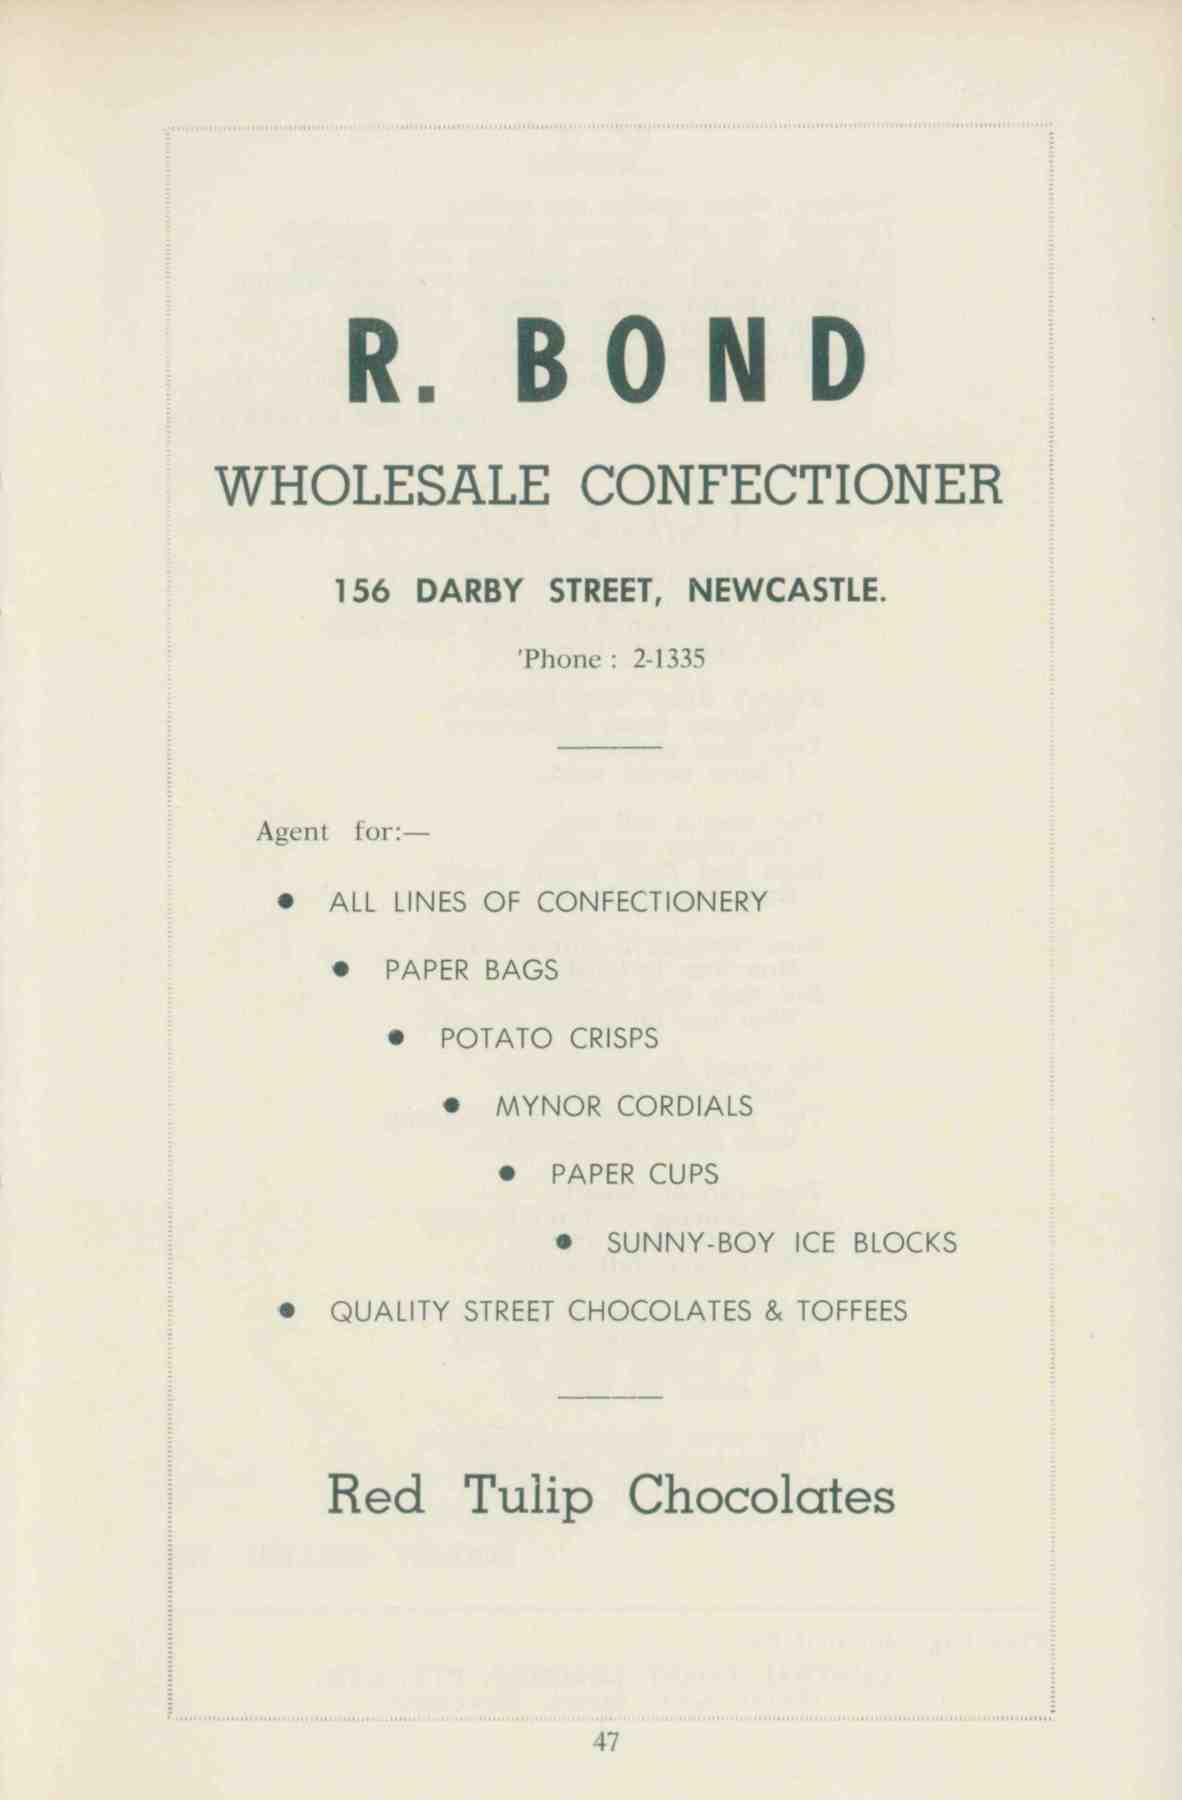 R. BOND
WHOLESALE CONFECTIONER
156 DARBY STREET, NEWCASTLE.
'Phone : 2-1335
Agent for:—
● ALL LINES OF CONFECTIONERY
● PAPER BAGS
● POTATO CRISPS
● MYNOR CORDIALS
● PAPER CUPS
● SUNNY-BOY ICE BLOCKS
● QUALITY STREET CHOCOLATES & TOFFEES
Red Tulip Chocolates
47